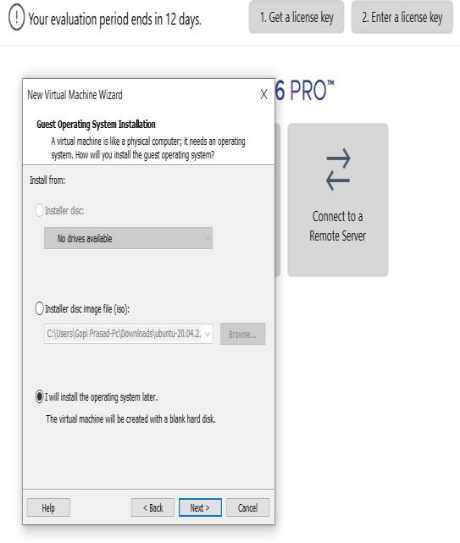 Your evaluation period ends in 12 days.
1. Get a license key
2. Enter a license key
6 PRO™
New Virtual Machine Wizard
X
Guest Operating System Installation
A virtual machine is like a physical computer; it needs an operating
system. How will you install the guest operating system?
Install from:
Installer disc:
No drives available
Installer disc image file (iso):
C:\Users\Gopi Prasad-Pc\Downloads\ubuntu-20.04.2.
Browse...
I will install the operating system later.
The virtual machine will be created with a blank hard disk.
Connect to a
Remote Server
Help
< Back
Next >
Cancel